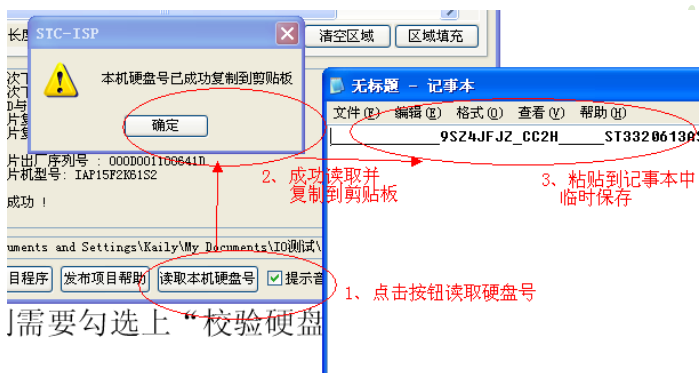 STC-ISP
本机硬盘号已成功复制到剪贴板
确定
清空区域
区域填充
片出厂序列号 : 000D001100641D
片机型号: IAP15F2K61S2
成功 !
uments and Settings\Kaily\My Documents\IO测试\
目程序
发布项目帮助
读取本机硬盘号
提示音
无标题 - 记事本
文件(F) 编辑(E) 格式(O) 查看(V) 帮助(H)
________9SZ4JFJZ_CC2H____ST3320613AS
1、点击按钮读取硬盘号
2、成功读取并
复制到剪贴板
3、粘贴到记事本中
临时保存
需要勾选上“校验硬盘